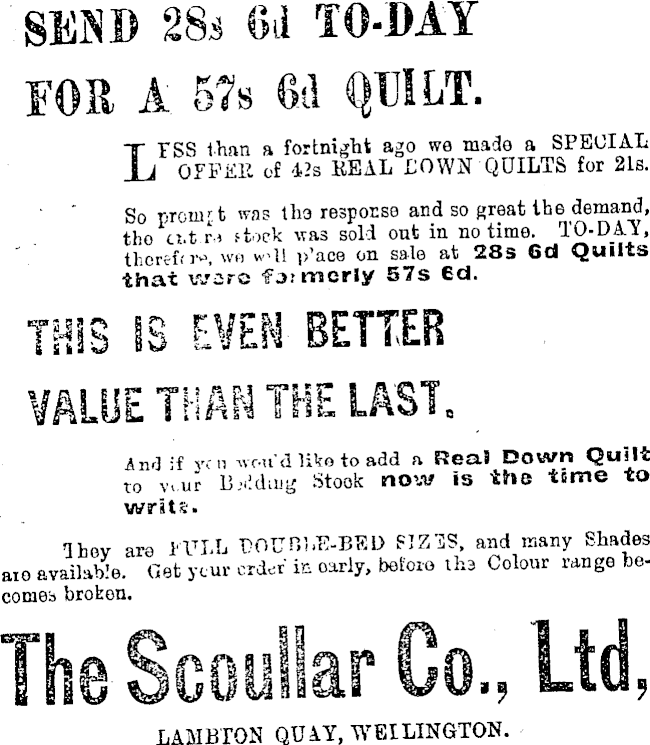 SEND 28s 6d TO-DAY
FOR A 57s 6d QUILT.
LESS than a fortnight ago we made a SPECIAL
OFFER of 42s REAL DOWN QUILTS for 21s.
So prompt was the response and so great the demand,
the entire stock was sold out in no time. TO-DAY,
therefore, we will place on sale at 28s 6d Quilts
that were formerly 57s 6d.
THIS IS EVEN BETTER
VALUE THAN THE LAST.
And if you would like to add a Real Down Quilt
to your Bedding Stock now is the time to
write.
They are FULL DOUBLE-BED SIZES, and many Shades
are available. Get your order in early, before the Colour range be-
comes broken.
The Scoullar Co., Ltd,
LAMBTON QUAY, WELLINGTON.